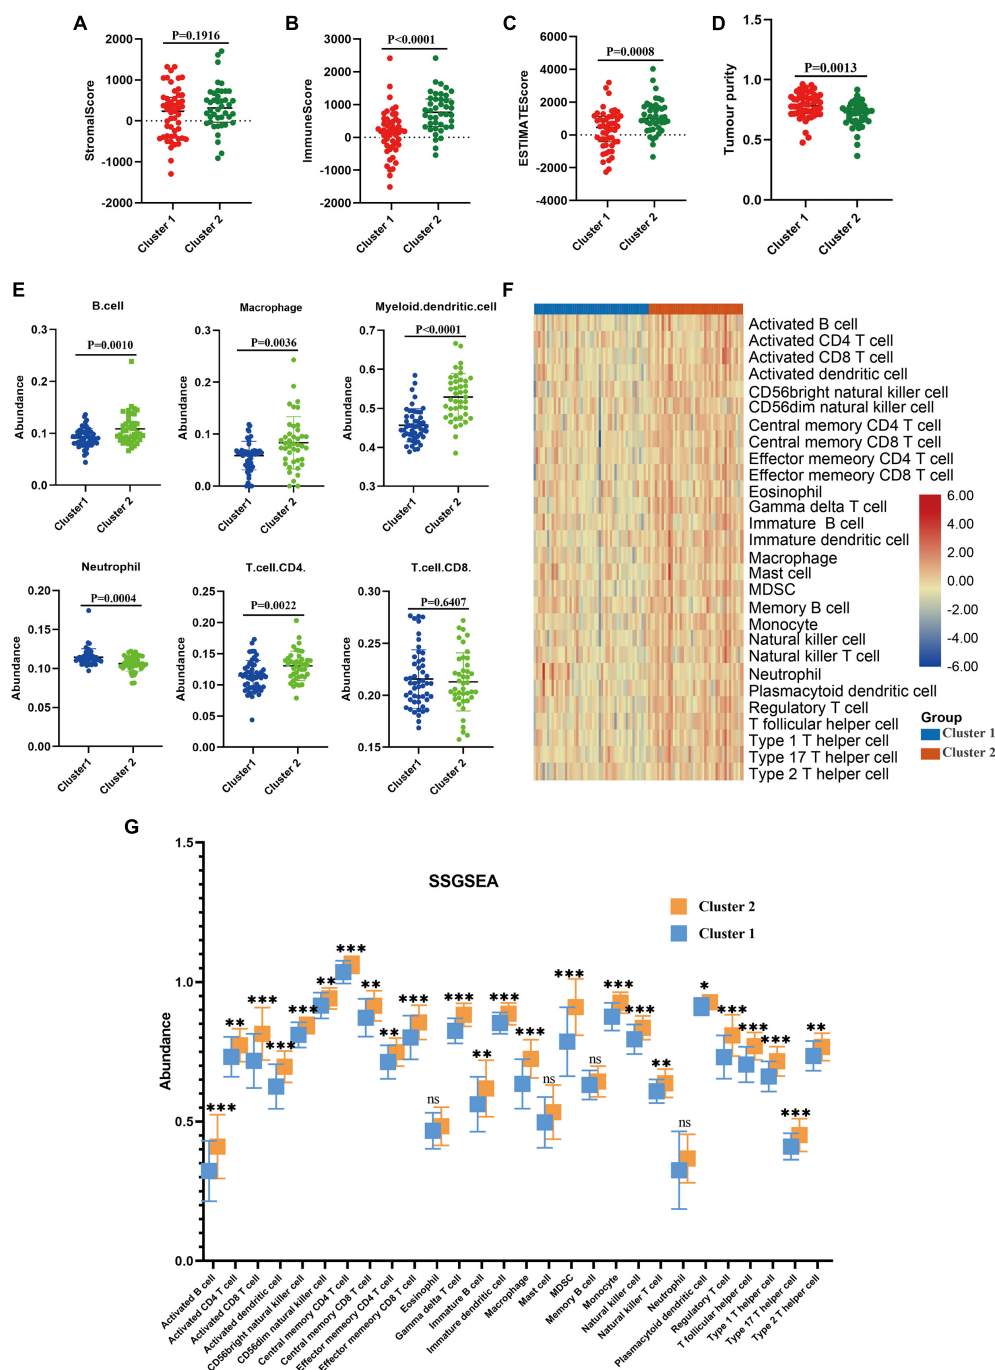 A
P=0.1916
StromalScore
2000
1000
0
-1000
-2000
Cluster 1
Cluster 2
B
P<0.0001
ImmuneScore
3000
2000
1000
0
-1000
-2000
Cluster 1
Cluster 2
C
P=0.0008
ESTIMATEScore
6000
4000
2000
0
-2000
-4000
Cluster 1
Cluster 2
D
P=0.0013
Tumour purity
1.5
1.0
0.5
0.0
Cluster 1
Cluster 2
E
B.cell
P=0.0010
Abundance
0.3
0.2
0.1
0.0
Cluster1
Cluster 2
Macrophage
P=0.0036
Abundance
0.3
0.2
0.1
0.0
Cluster1
Cluster 2
Myeloid.dendritic.cell
P<0.0001
Abundance
0.7
0.6
0.5
0.4
0.3
Cluster1
Cluster 2
Neutrophil
P=0.0004
Abundance
0.20
0.15
0.10
0.05
0.00
Cluster1
Cluster 2
T.cell.CD4.
P=0.0022
Abundance
0.25
0.20
0.15
0.10
0.05
0.00
Cluster1
Cluster 2
T.cell.CD8.
P=0.6407
Abundance
0.30
0.25
0.20
0.15
Cluster1
Cluster 2
F
Activated B cell
Activated CD4 T cell
Activated CD8 T cell
Activated dendritic cell
CD56bright natural killer cell
CD56dim natural killer cell
Central memory CD4 T cell
Central memory CD8 T cell
Effector memeory CD4 T cell
Effector memeory CD8 T cell
Eosinophil
Gamma delta T cell
Immature  B cell
Immature dendritic cell
Macrophage
Mast cell
MDSC
Memory B cell
Monocyte
Natural killer cell
Natural killer T cell
Neutrophil
Plasmacytoid dendritic cell
Regulatory T cell
T follicular helper cell
Type 1 T helper cell
Type 17 T helper cell
Type 2 T helper cell
6.00
4.00
2.00
0.00
-2.00
-4.00
-6.00
Group
Cluster 1
Cluster 2
G
SSGSEA
Cluster 2
Cluster 1
Abundance
1.5
1.0
0.5
0.0
*** ** *** *** *** ** *** ** ** *** ns *** ** *** *** ns *** ns *** *** ** ns * *** *** *** *** **
Activated B cell
Activated CD4 T cell
Activated CD8 T cell
Activated dendritic cell
CD56bright natural killer cell
CD56dim natural killer cell
Central memory CD4 T cell
Central memory CD8 T cell
Effector memory CD4 T cell
Effector memory CD8 T cell
Eosinophil
Gamma delta T cell
Immature B cell
Immature dendritic cell
Macrophage
Mast cell
MDSC
Memory B cell
Monocyte
Natural killer cell
Natural killer T cell
Neutrophil
Plasmacytoid dendritic cell
Regulatory T cell
T follicular helper cell
Type 1 T helper cell
Type 17 T helper cell
Type 2 T helper cell